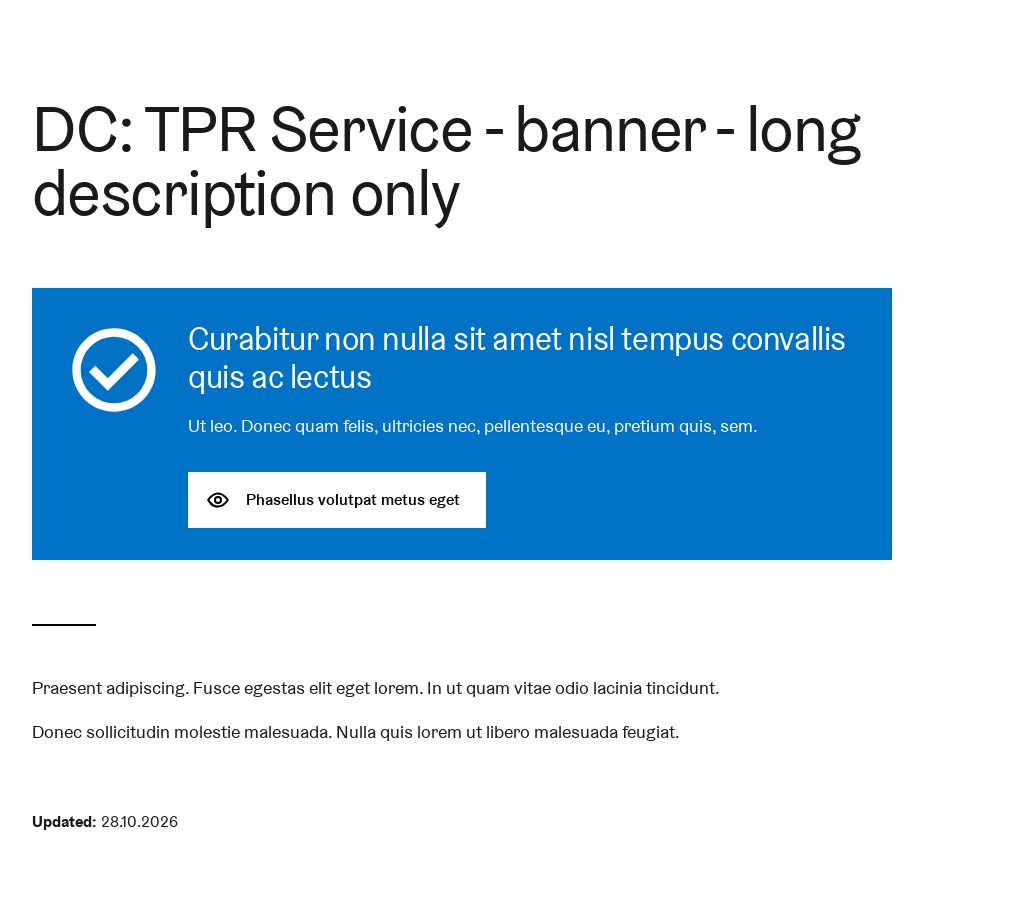 DC: TPR Service - banner - long
description only
Curabitur non nulla sit amet nisl tempus convallis
quis ac lectus
Ut leo. Donec quam felis, ultricies nec, pellentesque eu, pretium quis, sem.
Phasellus volutpat metus eget
Praesent adipiscing. Fusce egestas elit eget lorem. In ut quam vitae odio lacinia tincidunt.
Donec sollicitudin molestie malesuada. Nulla quis lorem ut libero malesuada feugiat.
Updated: 28.10.2026